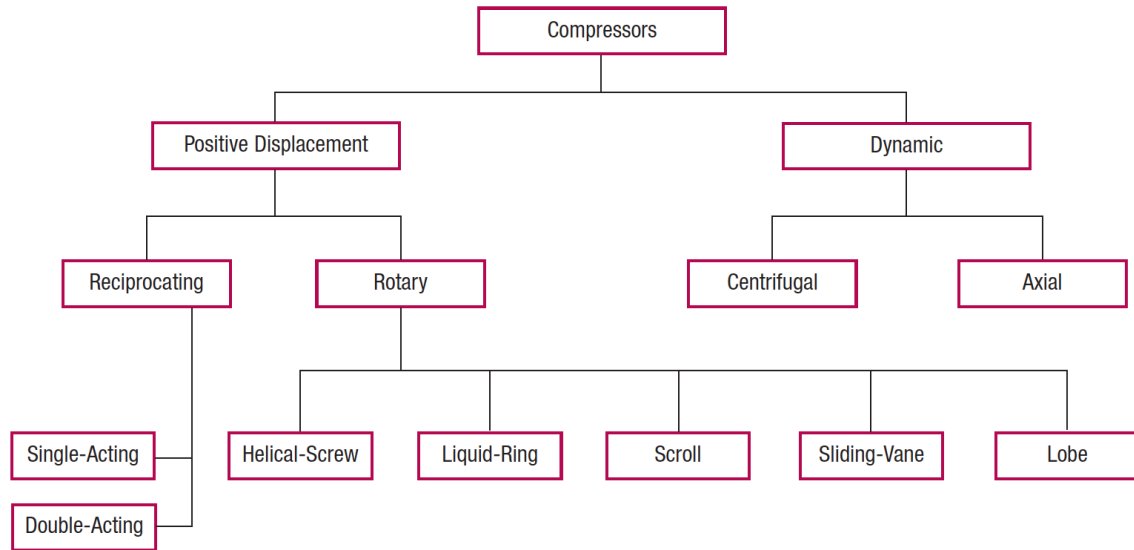 Compressors
Positive Displacement
Dynamic
Reciprocating
Rotary
Centrifugal
Axial
Single-Acting
Helical-Screw
Liquid-Ring
Scroll
Sliding-Vane
Lobe
Double-Acting